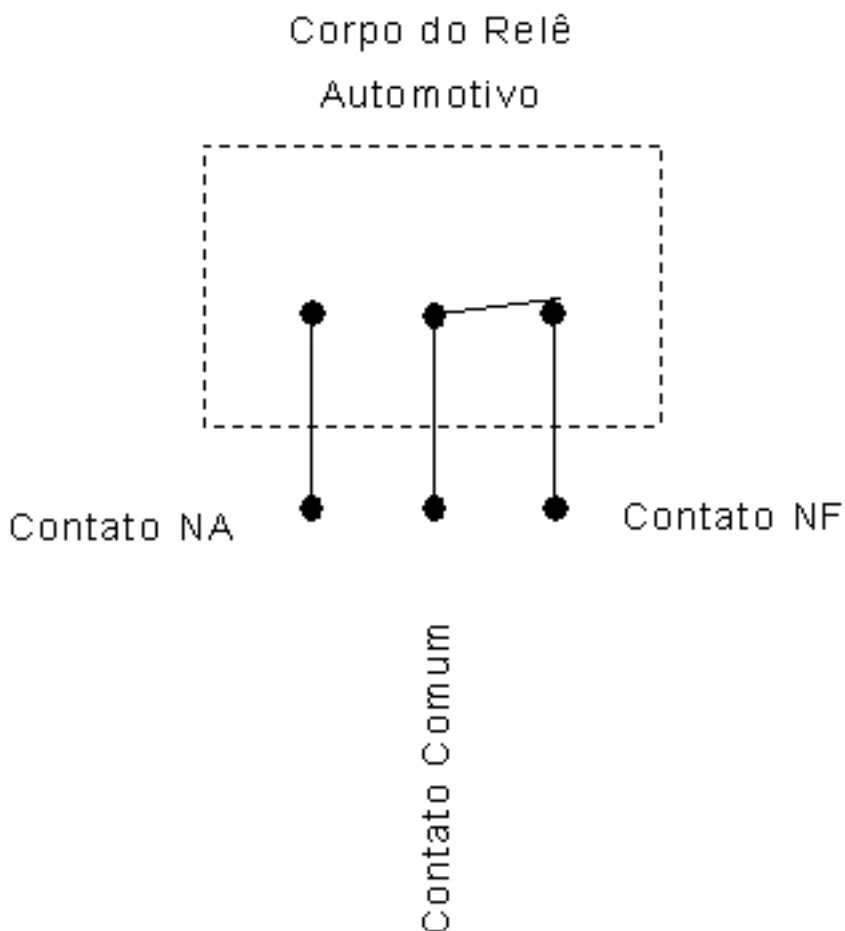 Corpo do Relê
Automotivo
Contato NA
Contato NF
Contato Comum